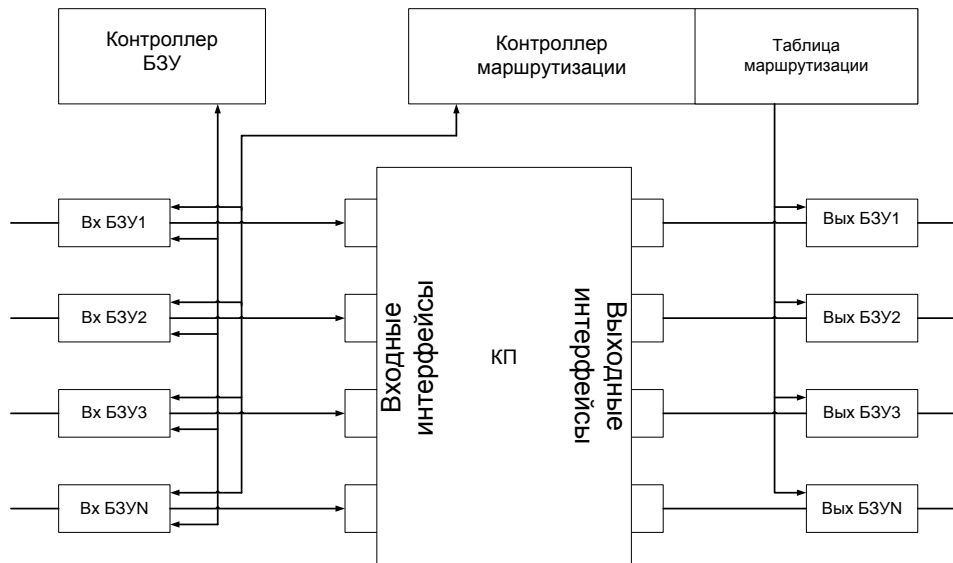 Контроллер
БЗУ
Контроллер
маршрутизации
Таблица
маршрутизации
Вх БЗУ1
Вх БЗУ2
Вх БЗУ3
Вх БЗУN
Входные
интерфейсы
КП
Выходные
интерфейсы
Вых БЗУ1
Вых БЗУ2
Вых БЗУ3
Вых БЗУN